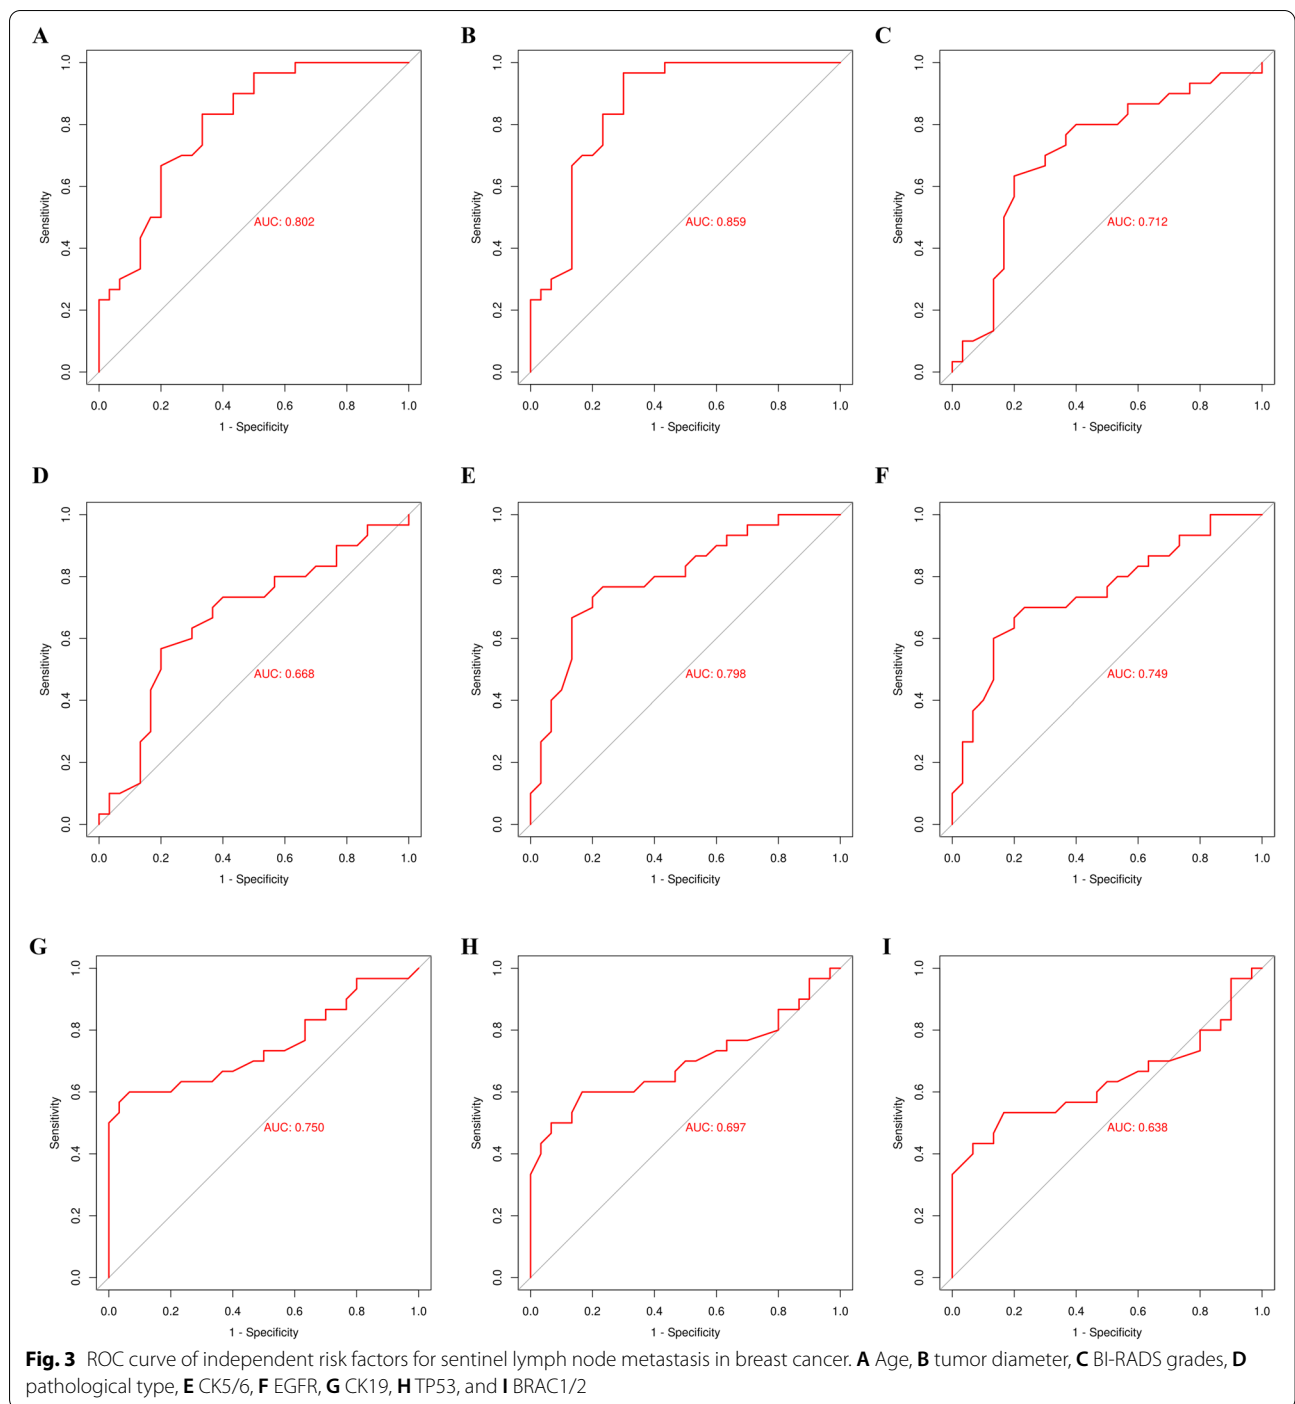 A
B
C
1.0
0.8
0.6
0.4
0.2
0.0
Sensitivity
AUC: 0.802
0.0 0.2 0.4 0.6 0.8 1.0
1 - Specificity
1.0
0.8
0.6
0.4
0.2
0.0
Sensitivity
AUC: 0.859
0.0 0.2 0.4 0.6 0.8 1.0
1 - Specificity
1.0
0.8
0.6
0.4
0.2
0.0
Sensitivity
AUC: 0.712
0.0 0.2 0.4 0.6 0.8 1.0
1 - Specificity
D
E
F
1.0
0.8
0.6
0.4
0.2
0.0
Sensitivity
AUC: 0.668
0.0 0.2 0.4 0.6 0.8 1.0
1 - Specificity
1.0
0.8
0.6
0.4
0.2
0.0
Sensitivity
AUC: 0.798
0.0 0.2 0.4 0.6 0.8 1.0
1 - Specificity
1.0
0.8
0.6
0.4
0.2
0.0
Sensitivity
AUC: 0.749
0.0 0.2 0.4 0.6 0.8 1.0
1 - Specificity
G
H
I
1.0
0.8
0.6
0.4
0.2
0.0
Sensitivity
AUC: 0.750
0.0 0.2 0.4 0.6 0.8 1.0
1 - Specificity
1.0
0.8
0.6
0.4
0.2
0.0
Sensitivity
AUC: 0.697
0.0 0.2 0.4 0.6 0.8 1.0
1 - Specificity
1.0
0.8
0.6
0.4
0.2
0.0
Sensitivity
AUC: 0.638
0.0 0.2 0.4 0.6 0.8 1.0
1 - Specificity
Fig. 3 ROC curve of independent risk factors for sentinel lymph node metastasis in breast cancer. A Age, B tumor diameter, C BI-RADS grades, D
pathological type, E CK5/6, F EGFR, G CK19, H TP53, and I BRAC1/2